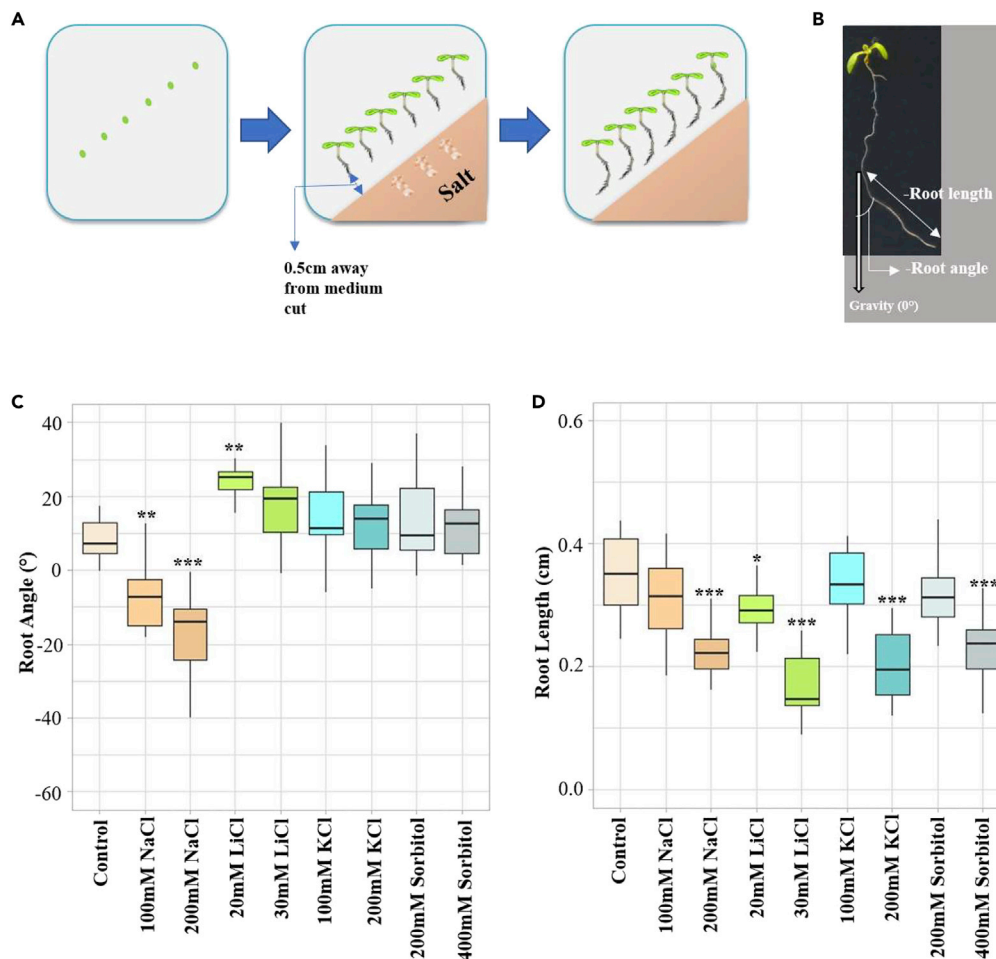 A
B
Salt
0.5cm away
from medium
cut
-Root length
-Root angle
Gravity (0°)
C
D
Root Angle (°)
40
20
0
-20
-40
-60
**
***
**
Control
100mM NaCl
200mM NaCl
20mM LiCl
30mM LiCl
100mM KCl
200mM KCl
200mM Sorbitol
400mM Sorbitol
Root Length (cm)
0.6
0.4
0.2
0.0
***
*
***
***
***
Control
100mM NaCl
200mM NaCl
20mM LiCl
30mM LiCl
100mM KCl
200mM KCl
200mM Sorbitol
400mM Sorbitol